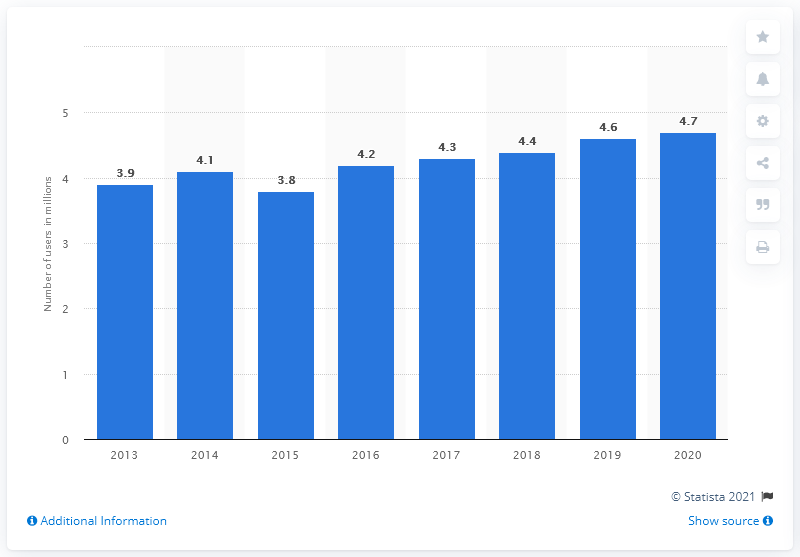 Number of users in millions
5
4
3
2
1
0
3.9
4.1
3.8
4.2
4.3
4.4
4.6
4.7
2013 2014 2015 2016 2017 2018 2019 2020
© Statista 2021
Additional Information
Show source